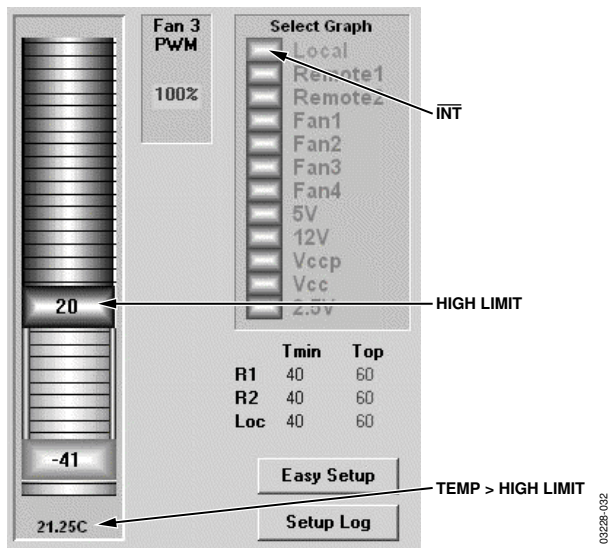 Fan 3
PWM
100%
Select Graph
Local
Remote1
Remote2
Fan1
Fan2
Fan3
Fan4
5V
12V
Vccp
Vcc
2.5V
INT
20
HIGH LIMIT
Tmin Top
R1 40 60
R2 40 60
Loc 40 60
-41
Easy Setup
TEMP > HIGH LIMIT
21.25C
Setup Log
03228-032